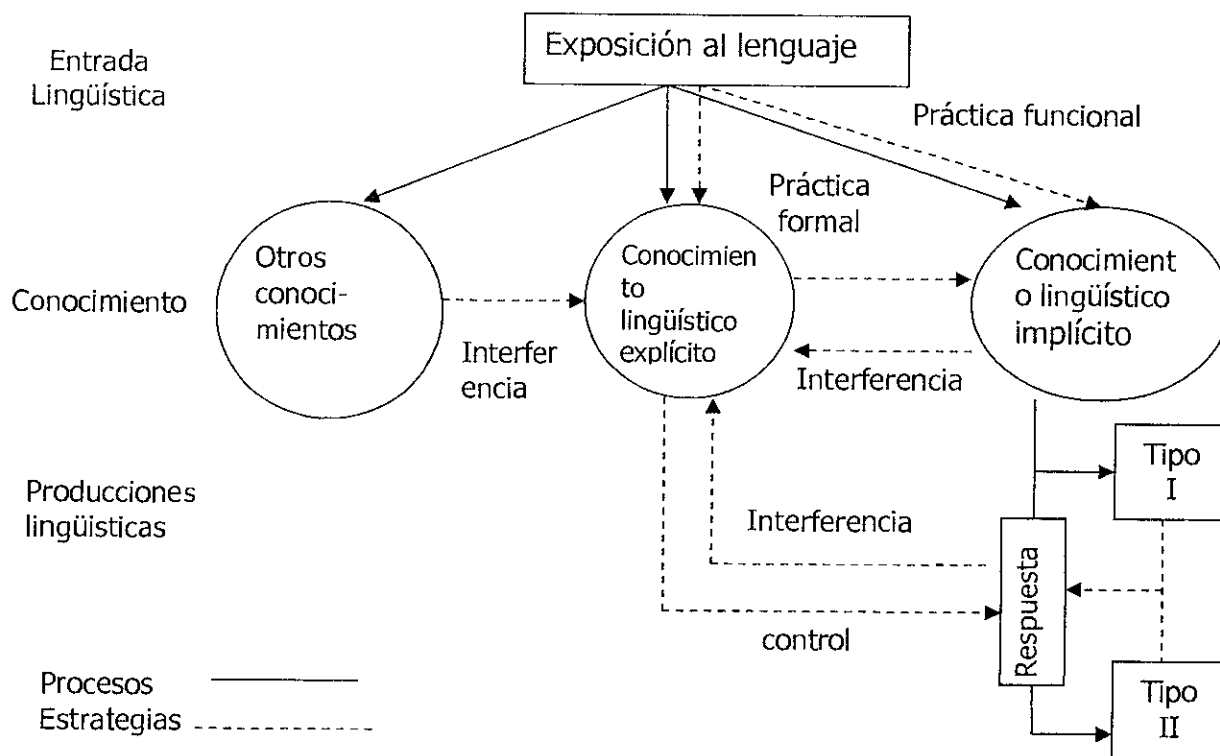 Exposición al lenguaje
Entrada
Lingüística
Práctica funcional
Práctica
formal
Otros
conoci-
mientos
Conocimien
to
lingüístico
explícito
Conocimient
o lingüístico
implícito
Conocimiento
Interfer
encia
Interferencia
Tipo
I
Producciones
lingüisticas
Interferencia
Respuesta
control
Procesos
Estrategias
Tipo
II